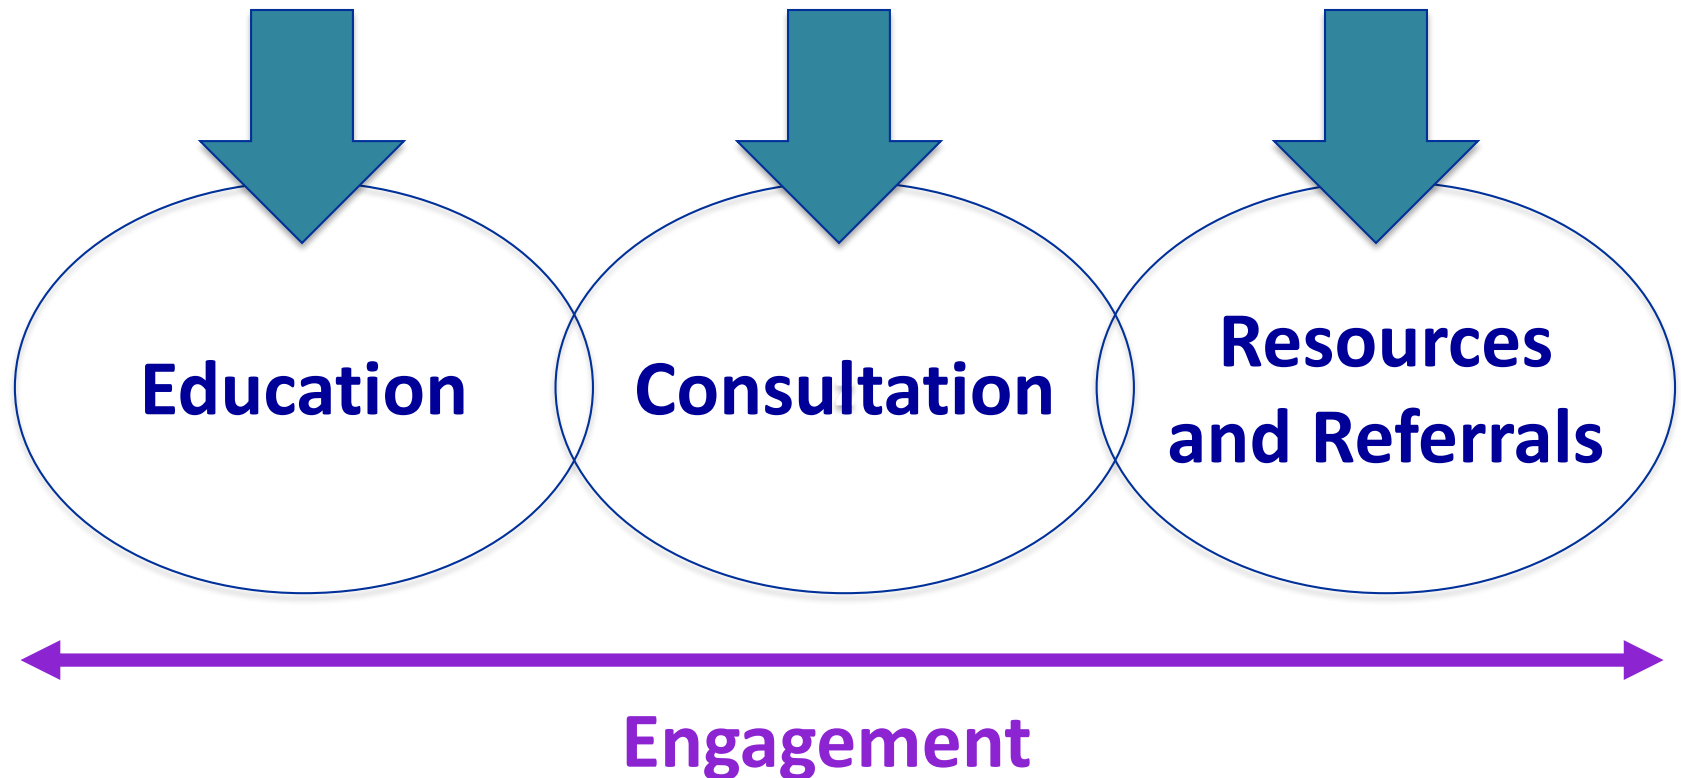 Education
Consultation
Resources
and Referrals
Engagement